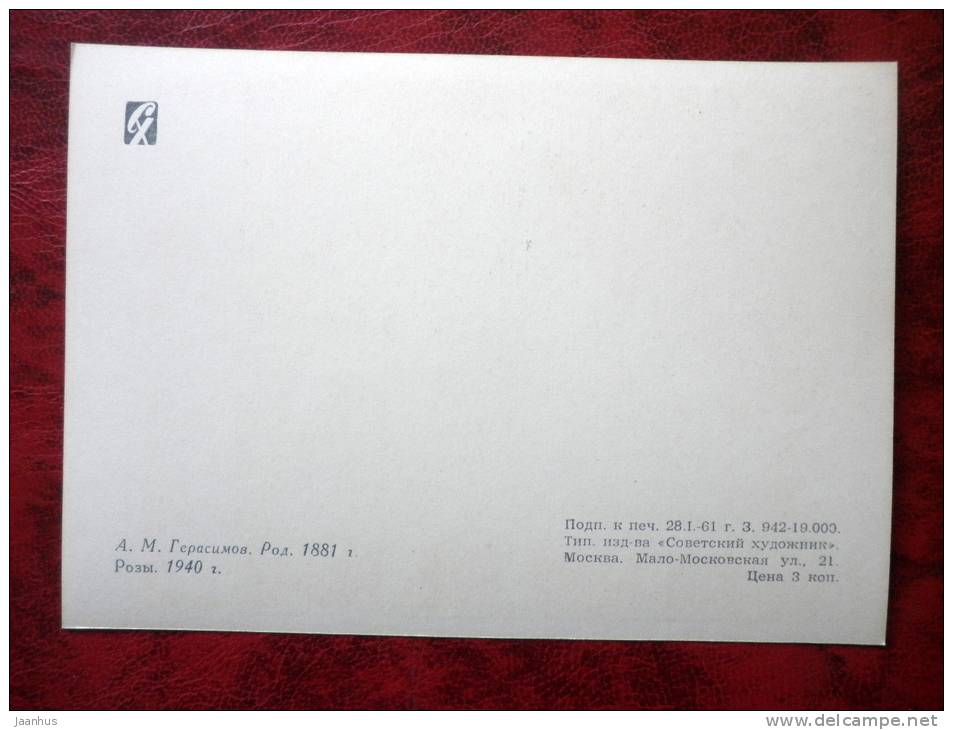 СХ
А. М. Герасимов. Род. 1881 г.
Розы. 1940 г.
Подп. к печ. 28.I.-61 г. З. 942-19.000.
Тип. изд-ва «Советский художник».
Москва. Мало-Московская ул., 21.
Цена 3 коп.
jaanhus
www.delcampe.net